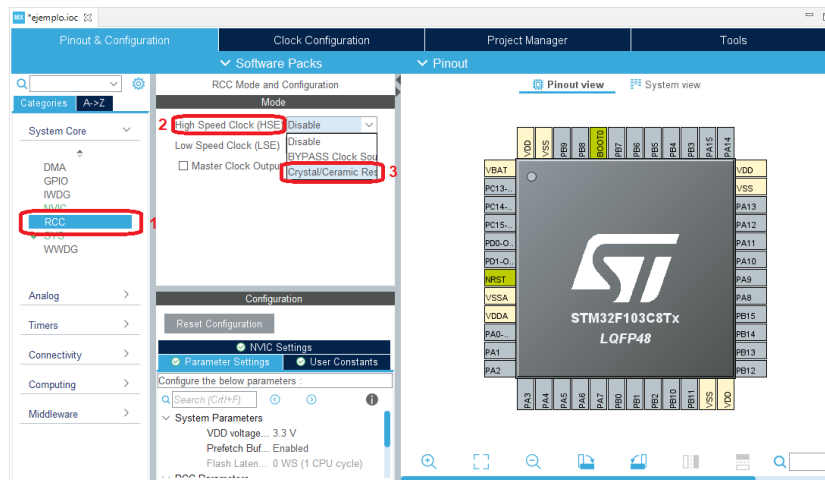 MX *ejemplo.ioc
Pinout & Configuration
Clock Configuration
Project Manager
Tools
Software Packs
Pinout
Categories A->Z
System Core
DMA
GPIO
IWDG
NVIC
RCC
SYS
WWDG
Analog
Timers
Connectivity
Computing
Middleware
1
RCC Mode and Configuration
Mode
2 High Speed Clock (HSE) Disable
Low Speed Clock (LSE) Disable
BYPASS Clock Sou
Master Clock Output Crystal/Ceramic Res 3
Configuration
Reset Configuration
NVIC Settings
Parameter Settings User Constants
Configure the below parameters :
Search (Crtl+F)
System Parameters
VDD voltage... 3.3 V
Prefetch Buf... Enabled
Flash Laten... 0 WS (1 CPU cycle)
RCC Parameters
Pinout view System view
VDD VSS PB9 PB8 BOOT0 PB7 PB6 PB5 PB4 PB3 PA15 PA14
VBAT VDD
PC13-.. VSS
PC14-.. PA13
PC15-.. PA12
PD0-O.. PA11
PD1-O.. PA10
NRST PA9
VSSA PA8
VDDA PB15
PA0-.. PB14
PA1 PB13
PA2 PB12
STM32F103C8Tx
LQFP48
PA3 PA4 PA5 PA6 PA7 PB0 PB1 PB2 PB10 PB11 VSS VDD